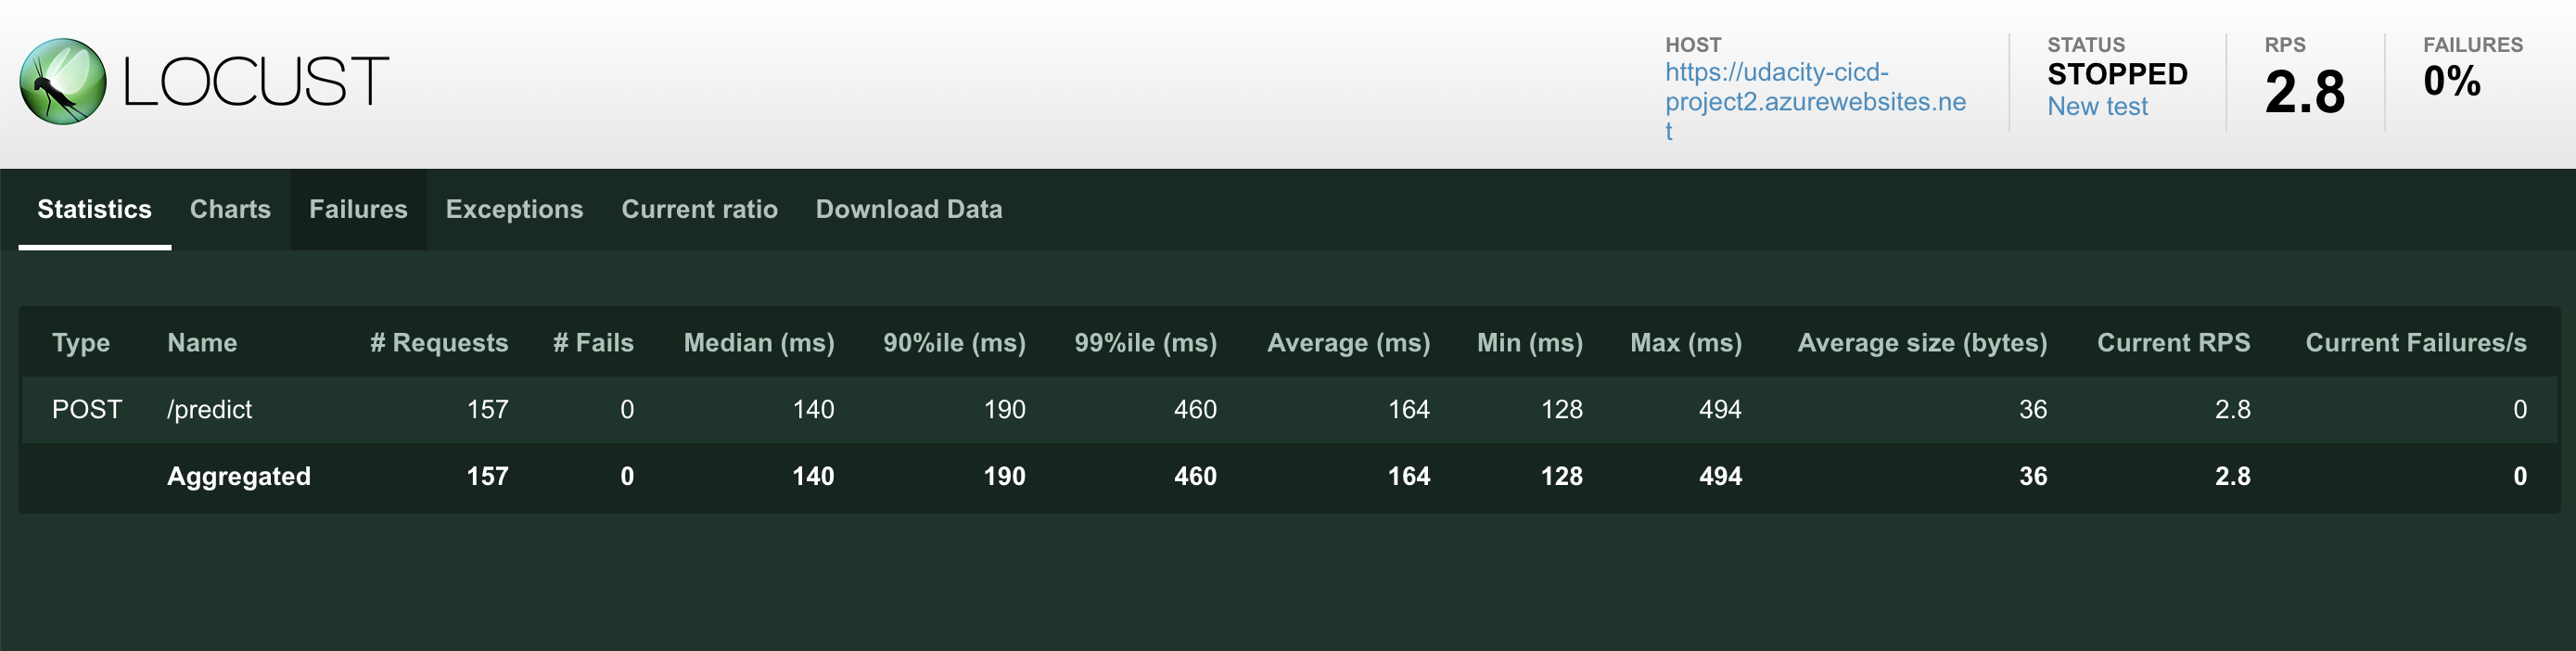 LOCUST
HOST
https://udacity-cicd-
project2.azurewebsites.ne
t
STATUS
STOPPED
New test
RPS
2.8
FAILURES
0%
Statistics Charts Failures Exceptions Current ratio Download Data
Type Name # Requests # Fails Median (ms) 90%ile (ms) 99%ile (ms) Average (ms) Min (ms) Max (ms) Average size (bytes) Current RPS Current Failures/s
POST /predict 157 0 140 190 460 164 128 494 36 2.8 0
Aggregated 157 0 140 190 460 164 128 494 36 2.8 0